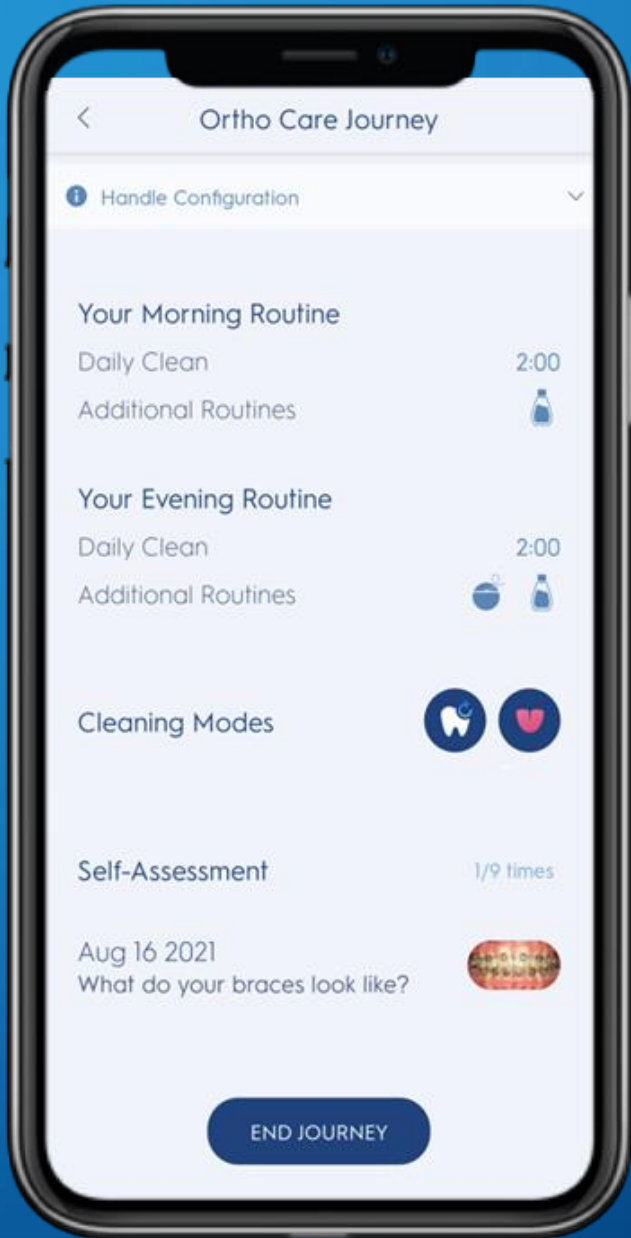 Ortho Care Journey
Handle Configuration
Your Morning Routine
Daily Clean 2:00
Additional Routines
Your Evening Routine
Daily Clean 2:00
Additional Routines
Cleaning Modes
Self-Assessment 1/9 times
Aug 16 2021
What do your braces look like?
END JOURNEY